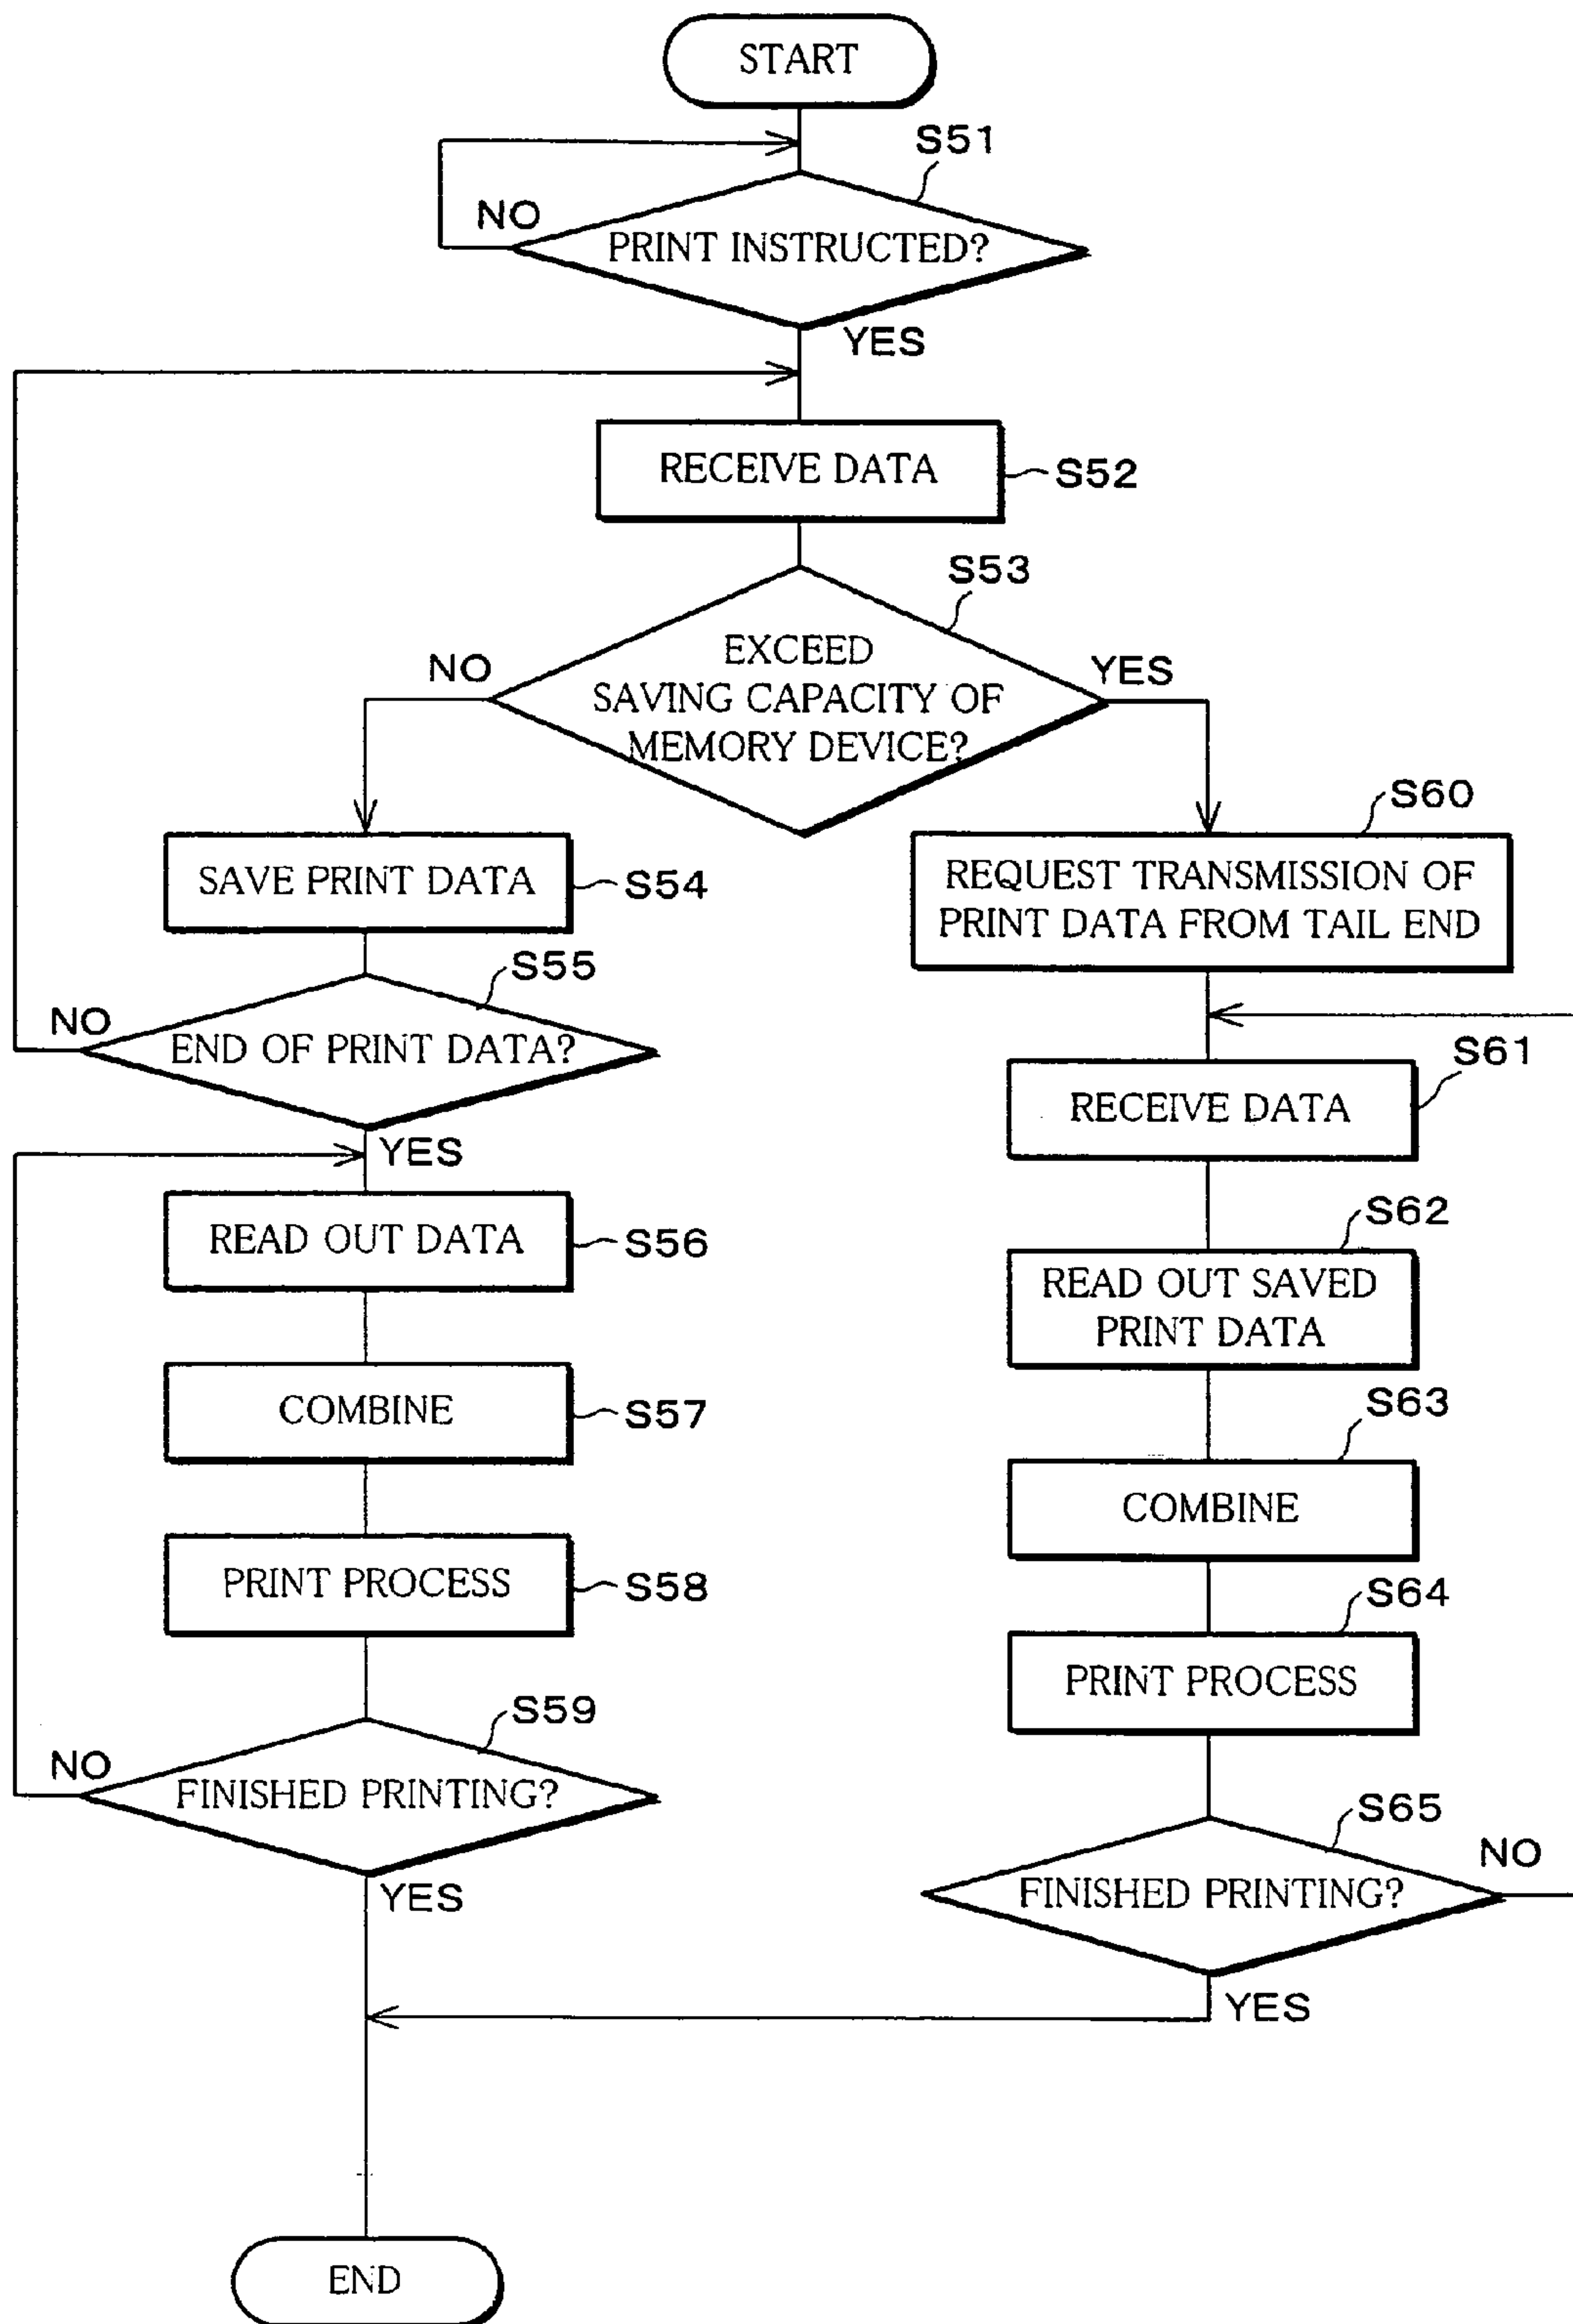 START
S51
NO
PRINT INSTRUCTED?
YES
RECEIVE DATA
S52
S53
NO
EXCEED
SAVING CAPACITY OF
MEMORY DEVICE?
YES
SAVE PRINT DATA
S54
S55
NO
END OF PRINT DATA?
YES
READ OUT DATA
S56
COMBINE
S57
PRINT PROCESS
S58
S59
NO
FINISHED PRINTING?
YES
S60
REQUEST TRANSMISSION OF
PRINT DATA FROM TAIL END
S61
RECEIVE DATA
S62
READ OUT SAVED
PRINT DATA
S63
COMBINE
S64
PRINT PROCESS
S65
NO
FINISHED PRINTING?
YES
END